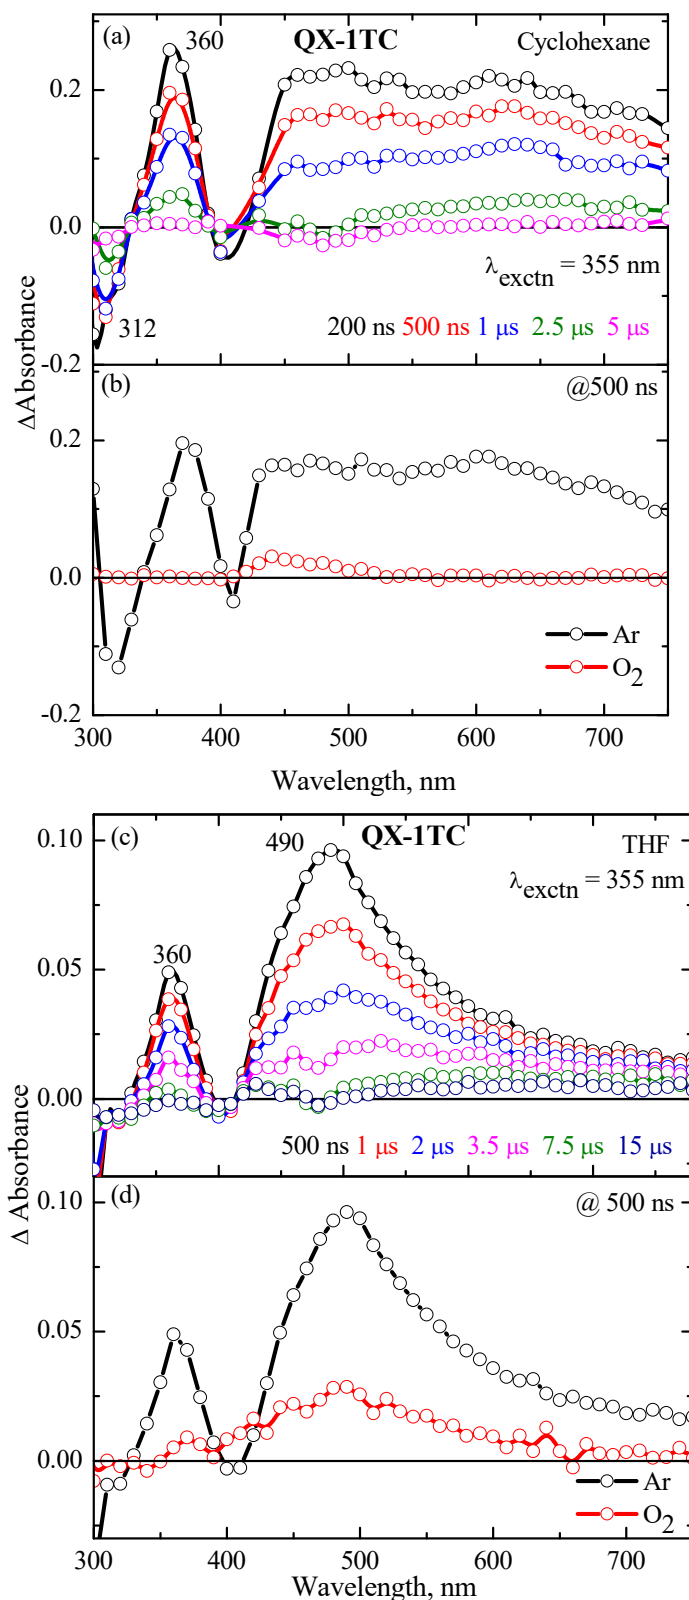 (a) 360 QX-1TC Cyclohexane
0.2
0.0
λexctn = 355 nm
312
200 ns 500 ns 1 μs 2.5 μs 5 μs
-0.2
ΔAbsorbance
(b) @500 ns
0.2
0.0
Ar
O2
-0.2
300 400 500 600 700
Wavelength, nm
0.10
(c) 490 QX-1TC THF
λexctn = 355 nm
360
0.05
0.00
500 ns 1 μs 2 μs 3.5 μs 7.5 μs 15 μs
Δ Absorbance
(d) @ 500 ns
0.10
0.05
0.00
Ar
O2
300 400 500 600 700
Wavelength, nm